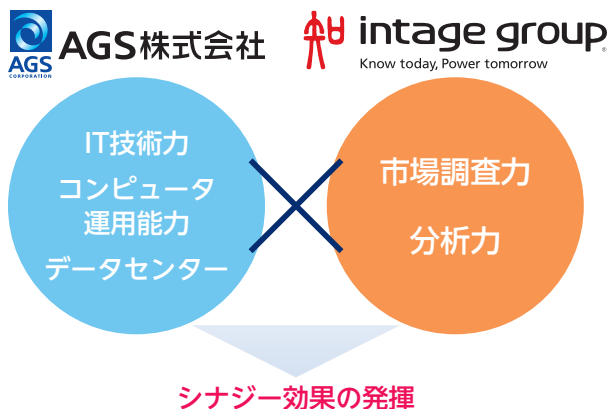 AGS
CORPORATION
AGS株式会社
intage group®
Know today, Power tomorrow
IT技術力
コンピュータ
運用能力
データセンター
市場調査力
分析力
シナジー効果の発揮